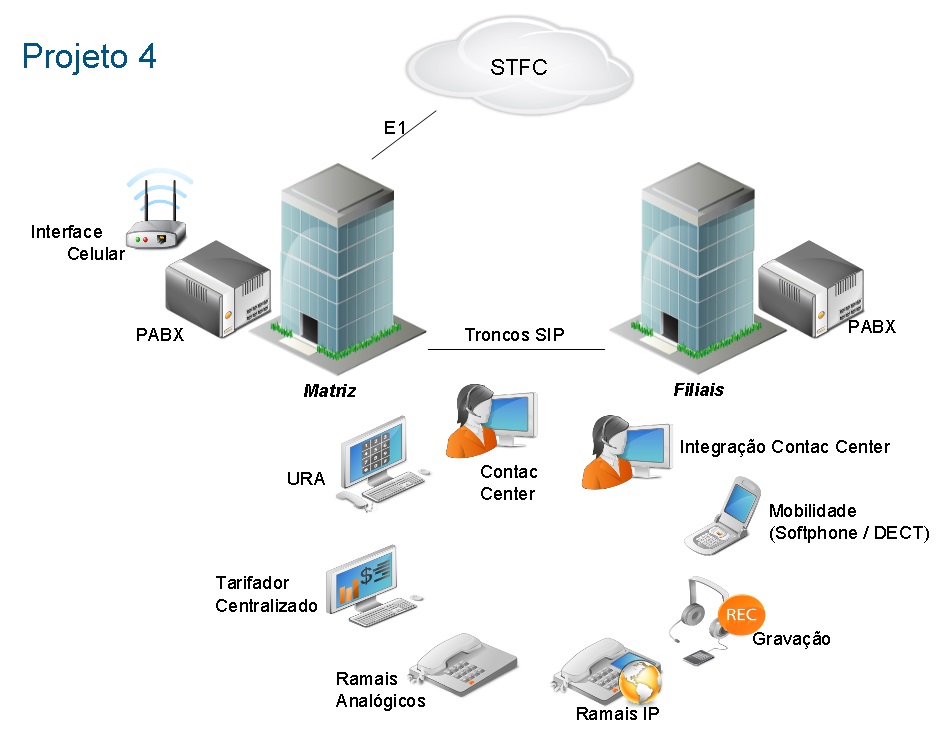 Projeto 4
STFC
E1
Interface
Celular
PABX
Troncos SIP
PABX
Matriz
Filiais
URA
Contac
Center
Integração Contac Center
Mobilidade
(Softphone / DECT)
Tarifador
Centralizado
$
REC
Gravação
Ramais
Analógicos
Ramais IP